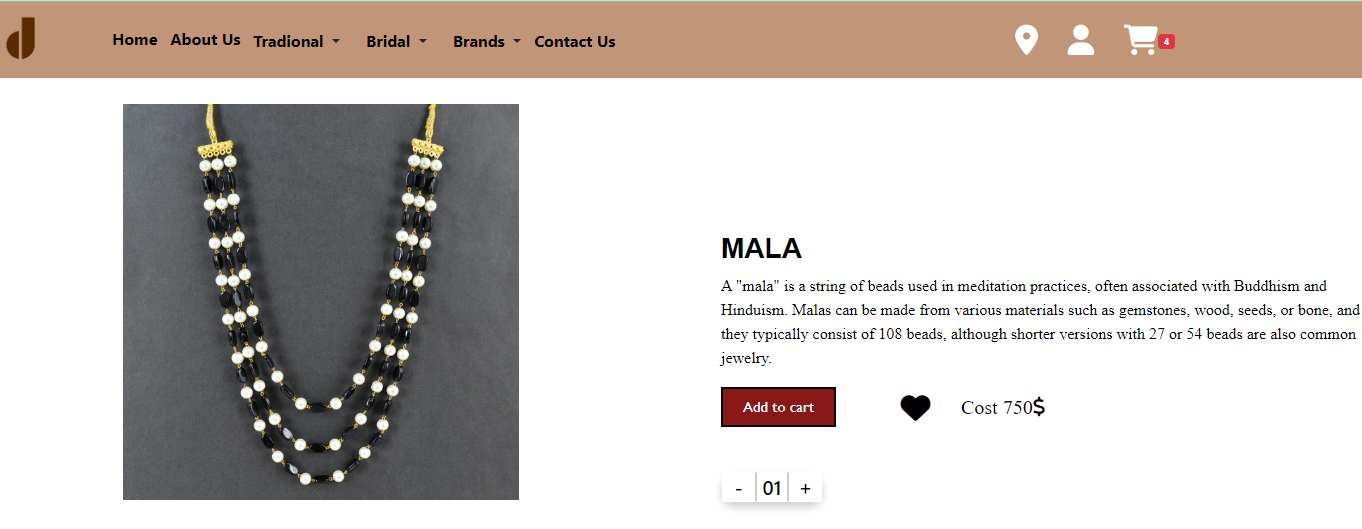 d
Home About Us Tradional Bridal Brands Contact Us 4
MALA
A "mala" is a string of beads used in meditation practices, often associated with Buddhism and
Hinduism. Malas can be made from various materials such as gemstones, wood, seeds, or bone, and
they typically consist of 108 beads, although shorter versions with 27 or 54 beads are also common
jewelry.
Add to cart Cost 750$
- 01 +